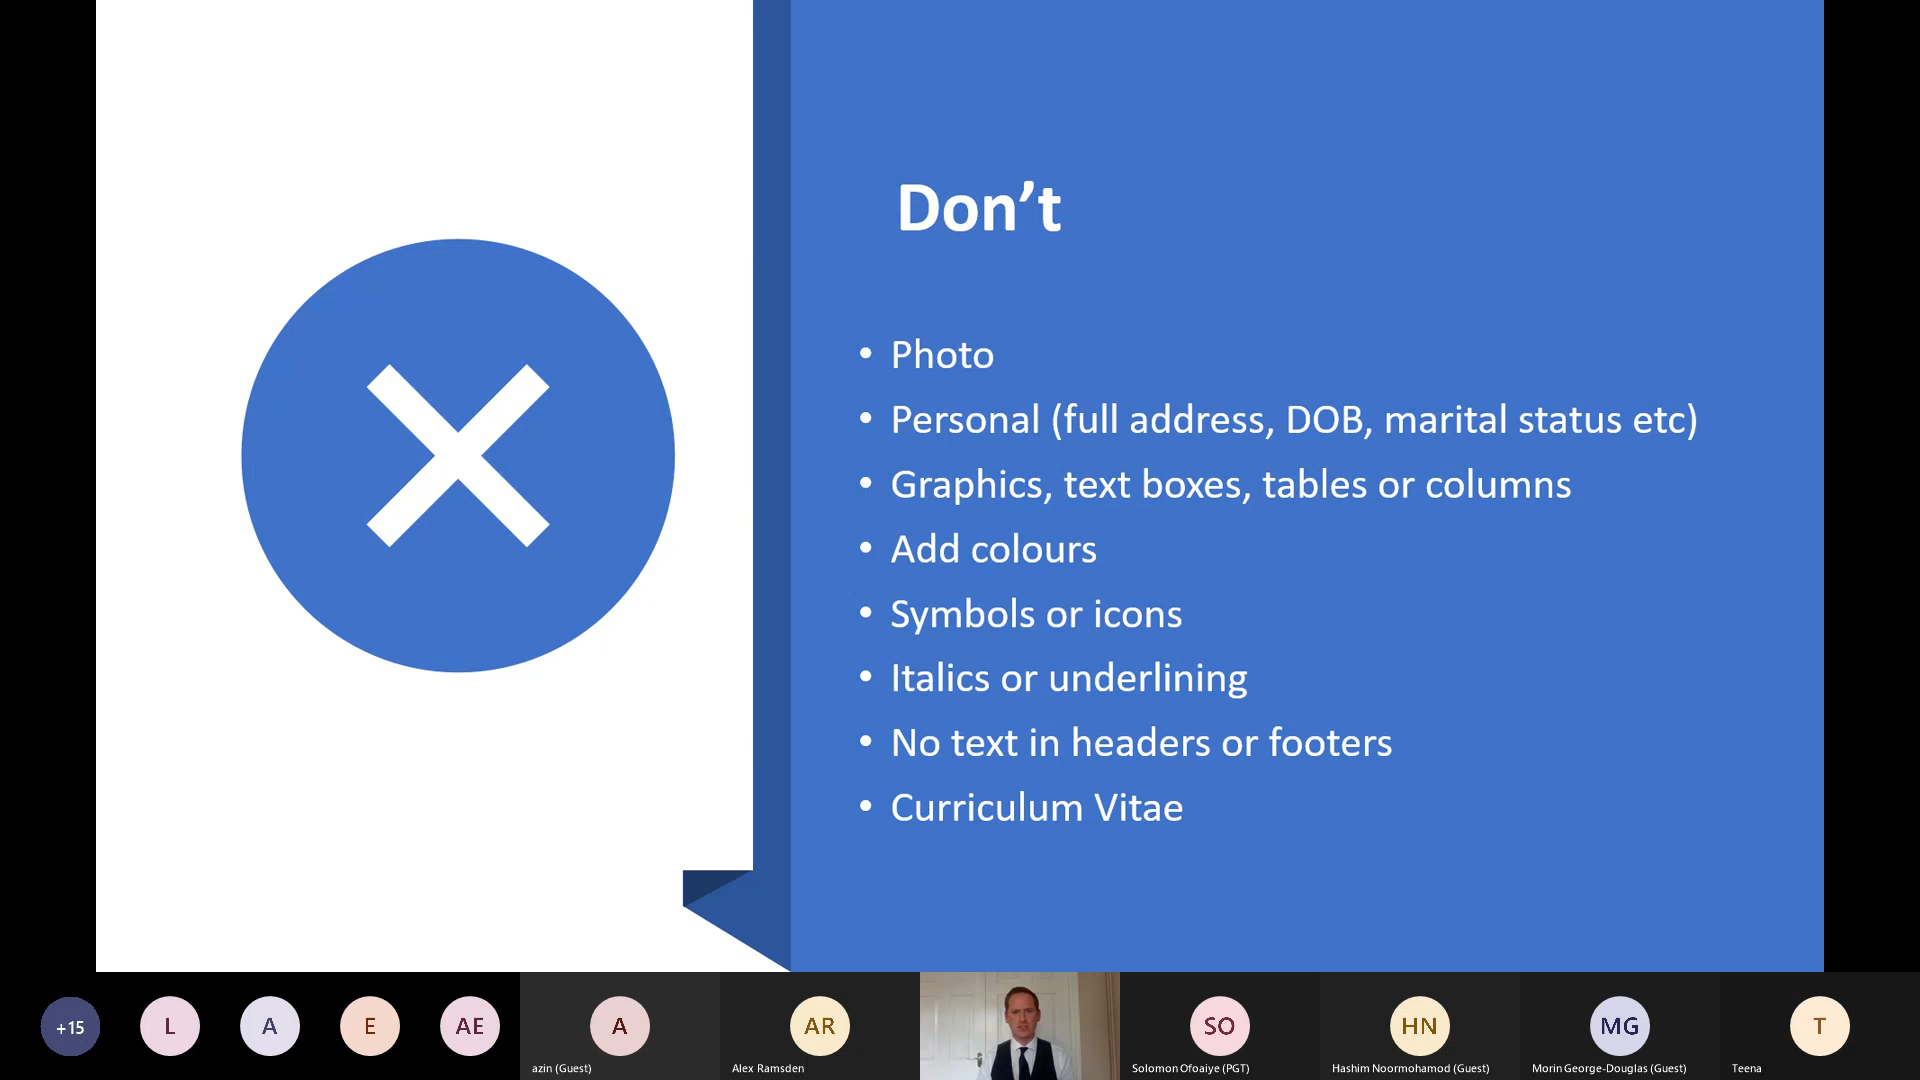 Don’t
• Photo
• Personal (full address, DOB, marital status etc)
• Graphics, text boxes, tables or columns
• Add colours
• Symbols or icons
• Italics or underlining
• No text in headers or footers
• Curriculum Vitae
+15
L
A
E
AE
A
AR
SO
HN
MG
T
azin (Guest)
Alex Ramsden
Solomon Ofoaiye (PGT)
Hashim Noormohamod (Guest)
Morin George-Douglas (Guest)
Teena